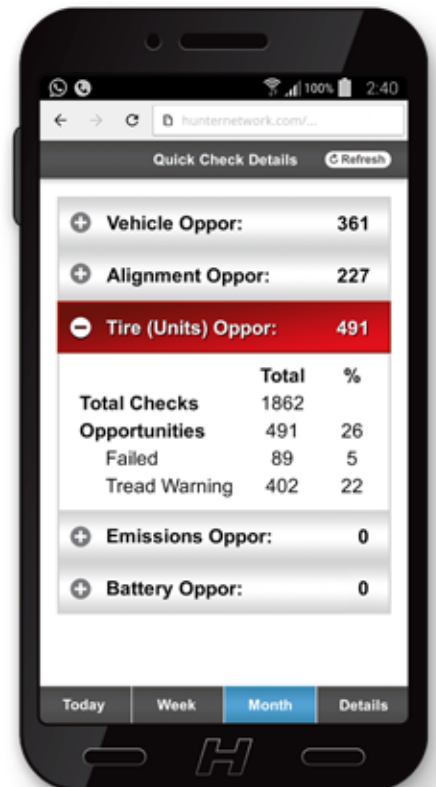 100% 2:40
hunternetwork.com/...
Quick Check Details Refresh
Vehicle Oppor: 361
Alignment Oppor: 227
Tire (Units) Oppor: 491
Total %
Total Checks 1862
Opportunities 491 26
Failed 89 5
Tread Warning 402 22
Emissions Oppor: 0
Battery Oppor: 0
Today Week Month Details
H